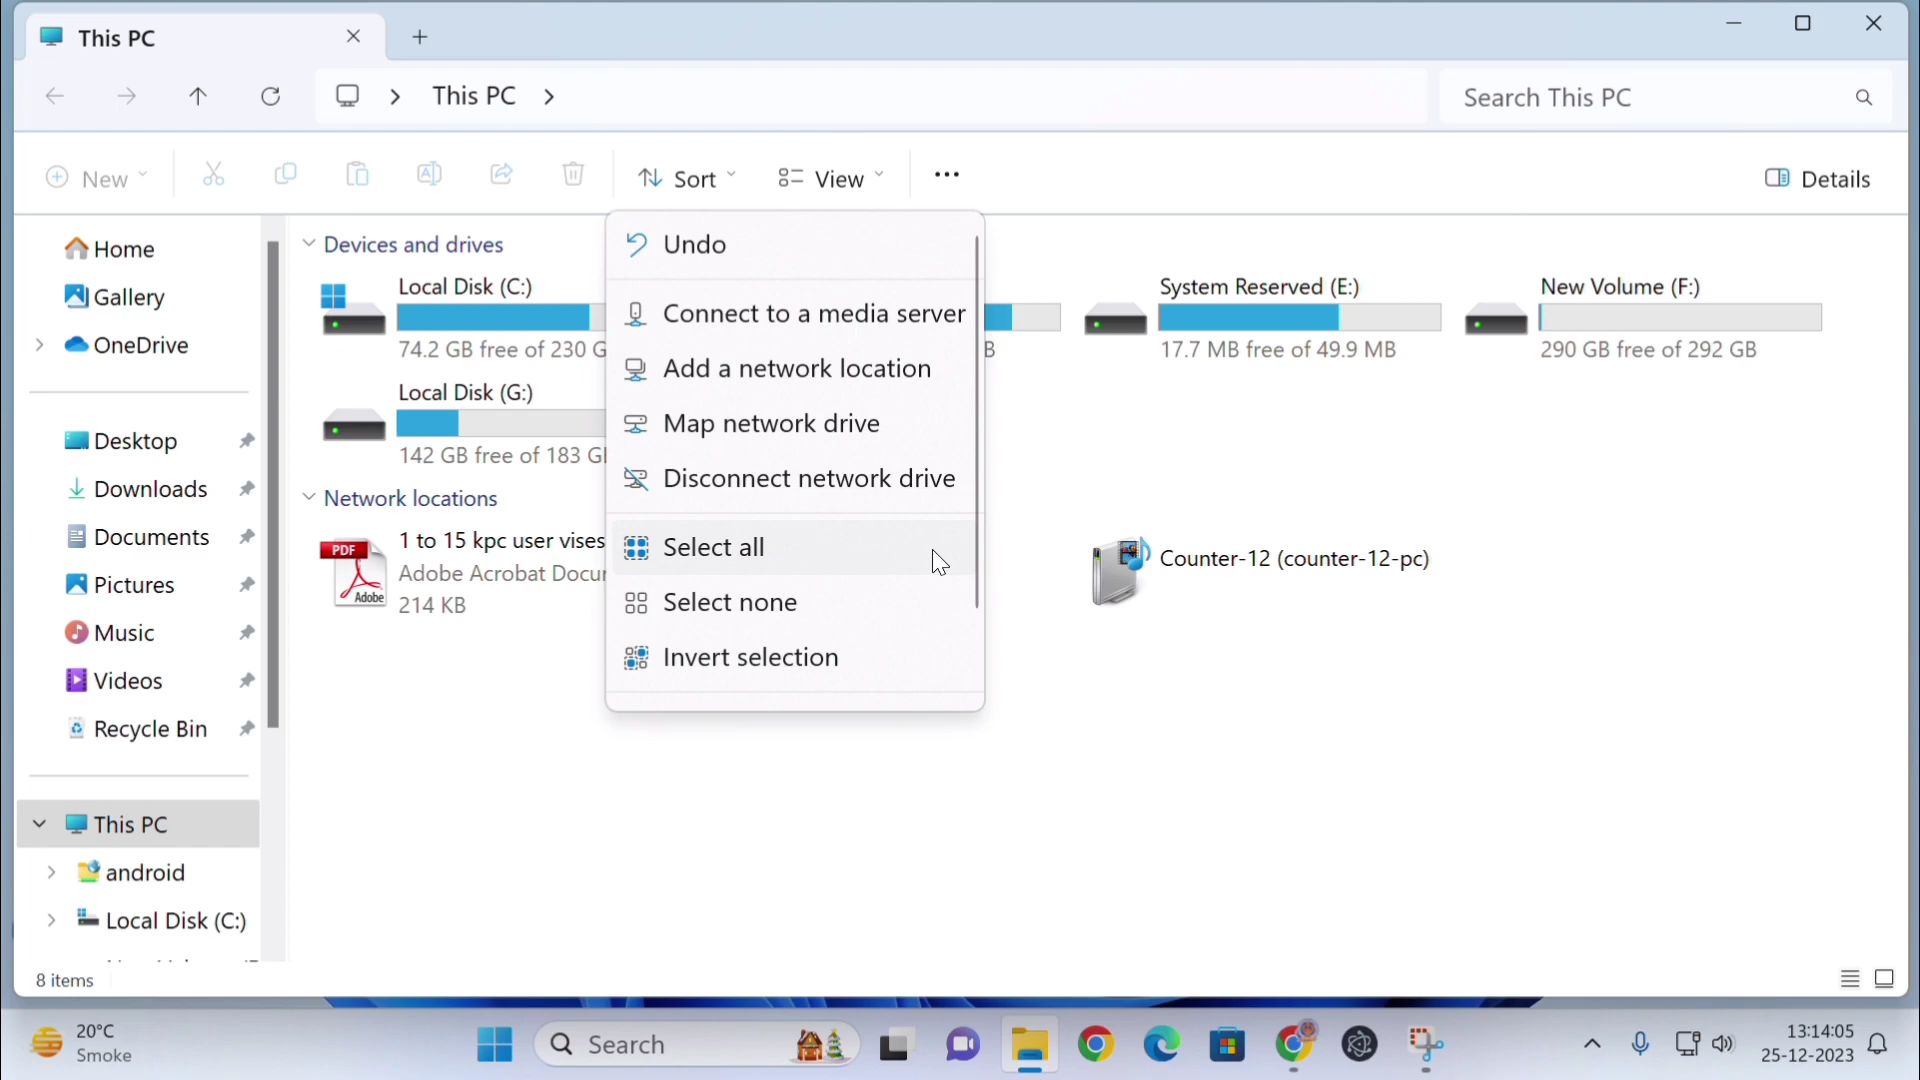 This PC
This PC
Search This PC
New
Sort
View
Details
Home
Gallery
OneDrive
Desktop
Downloads
Documents
Pictures
Music
Videos
Recycle Bin
This PC
android
Local Disk (C:)
Devices and drives
Local Disk (C:)
74.2 GB free of 230 G
Local Disk (G:)
142 GB free of 183 G
System Reserved (E:)
17.7 MB free of 49.9 MB
New Volume (F:)
290 GB free of 292 GB
Network locations
PDF
Adobe
1 to 15 kpc user vises
Adobe Acrobat Docu
214 KB
Counter-12 (counter-12-pc)
Undo
Connect to a media server
Add a network location
Map network drive
Disconnect network drive
Select all
Select none
Invert selection
8 items
20°C
Smoke
Search
13:14:05
25-12-2023